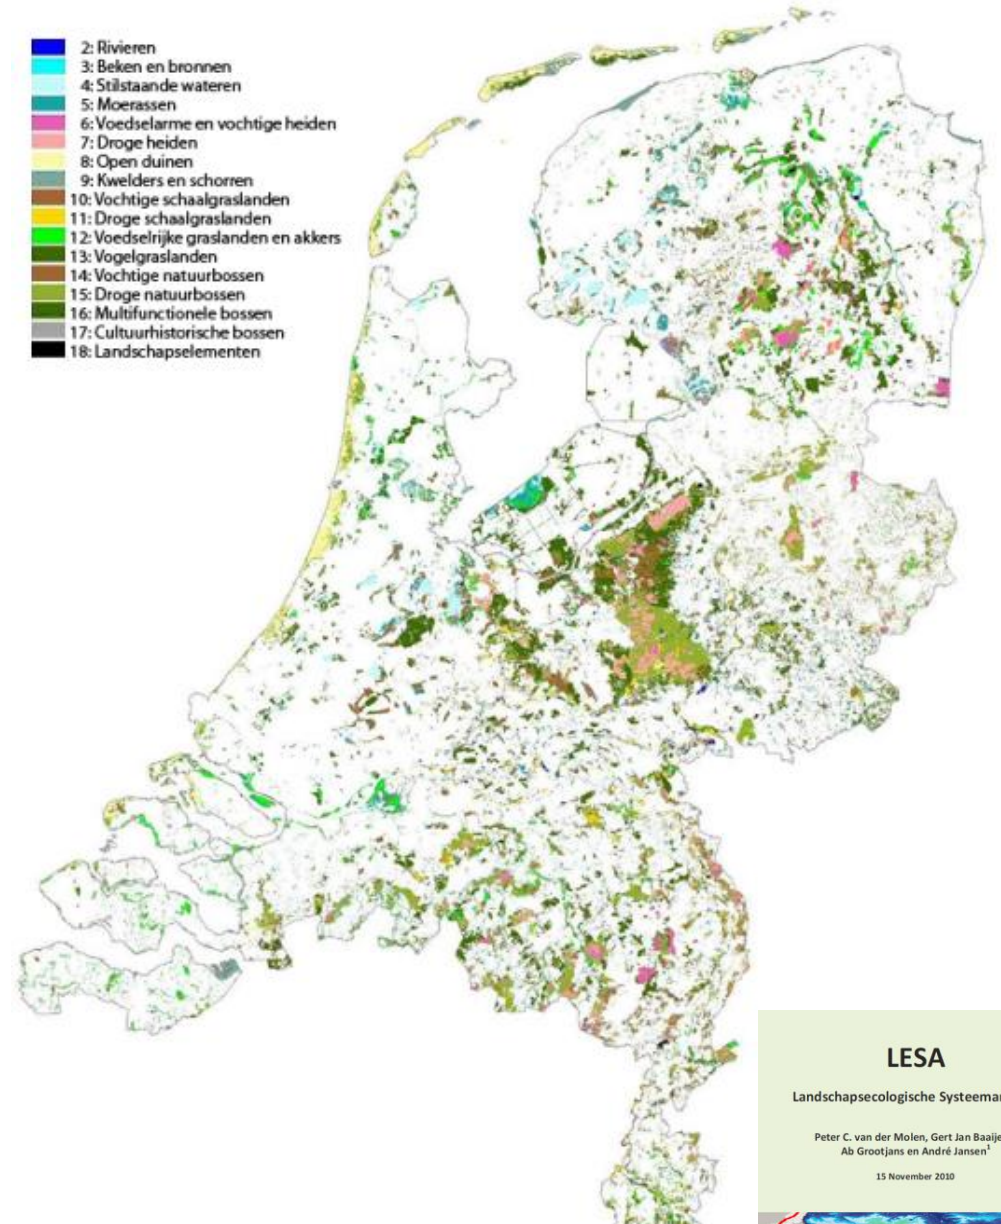 2: Rivieren
3: Beken en bronnen
4: Stilstaande wateren
5: Moerassen
6: Voedselarme en vochtige heiden
7: Droge heiden
8: Open duinen
9: Kwelders en schorren
10: Vochtige schaalgraslanden
11: Droge schaalgraslanden
12: Voedselrijke graslanden en akkers
13: Vogelgraslanden
14: Vochtige natuurbossen
15: Droge natuurbossen
16: Multifunctionele bossen
17: Cultuurhistorische bossen
18: Landschapselementen
LESA
Landschapsecologische
Peter C. van der Molen, Gert Jan
Ab Grootjans en André Jansen¹
15 November 2010